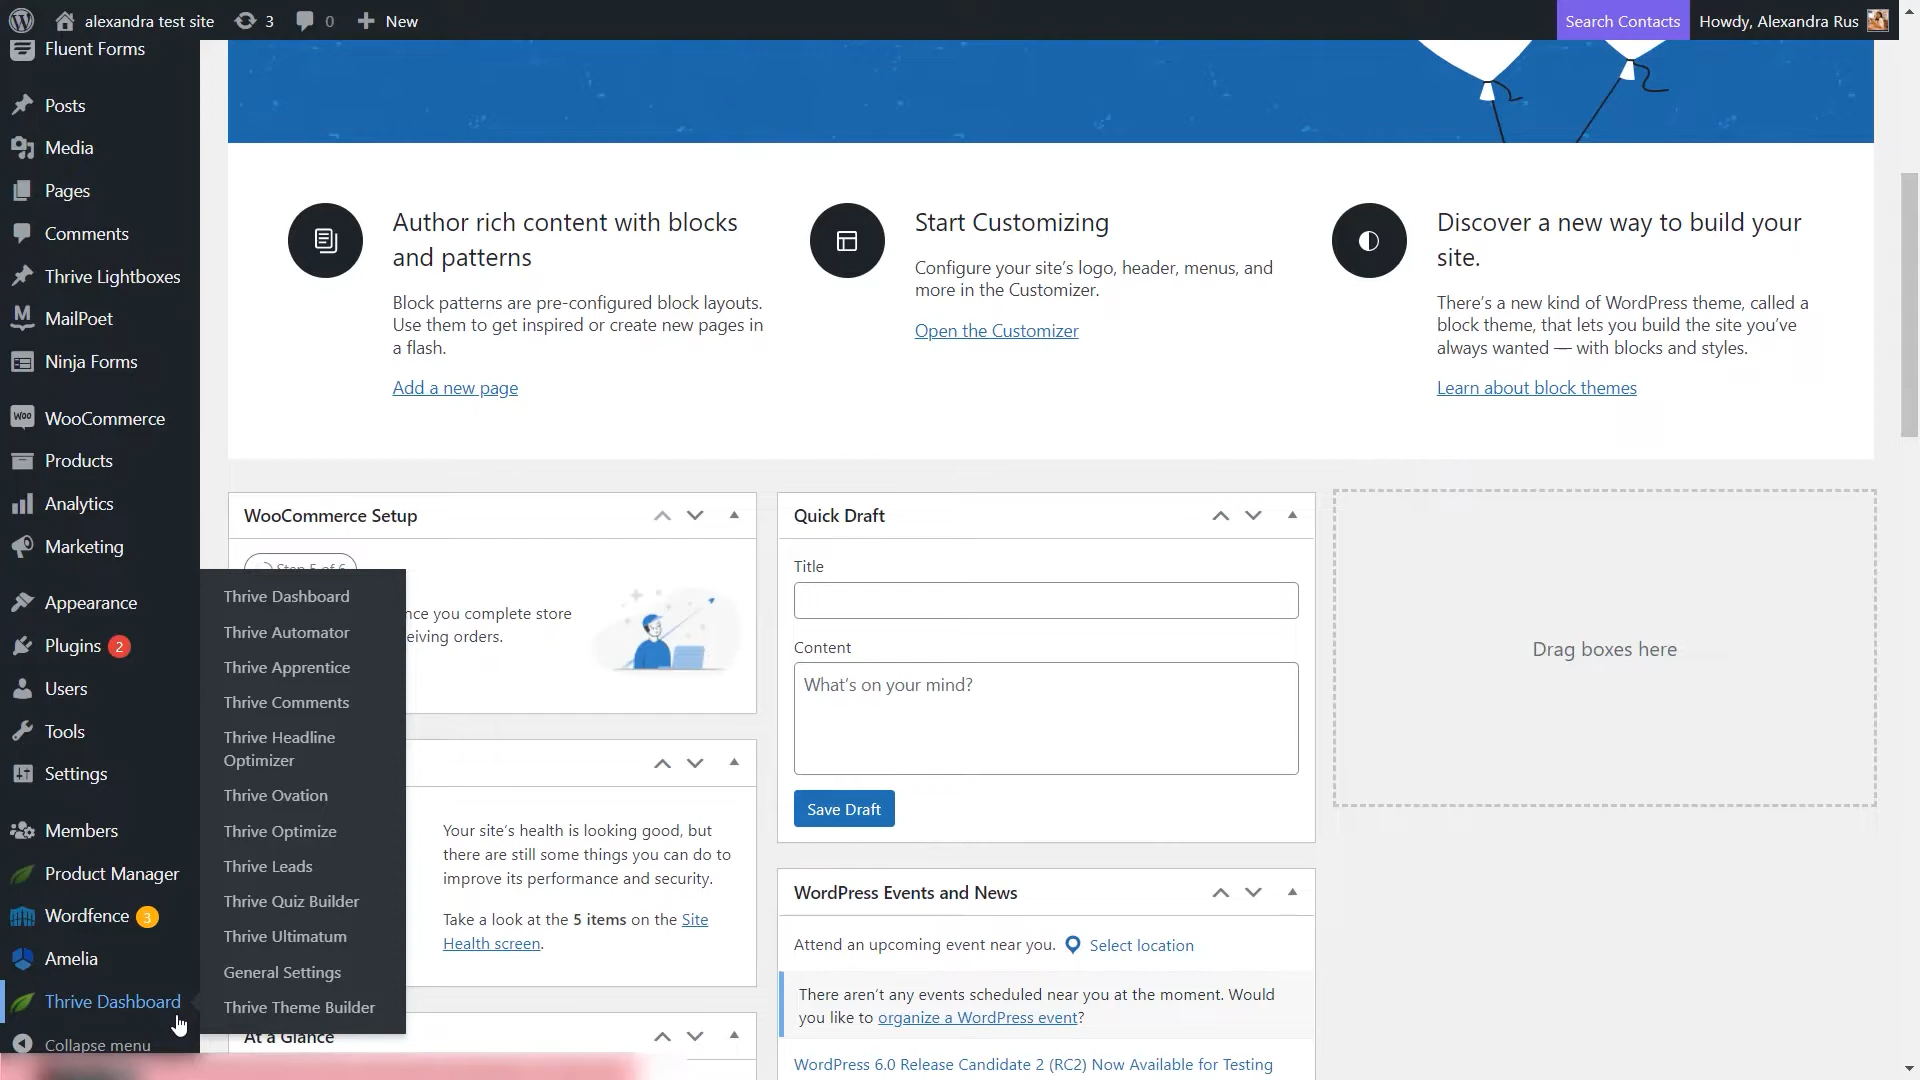 alexandra test site
3
0
New
Search Contacts
Howdy, Alexandra Rus
Fluent Forms
Posts
Media
Pages
Comments
Thrive Lightboxes
MailPoet
Ninja Forms
WooCommerce
Products
Analytics
Marketing
Appearance
Plugins 2
Users
Tools
Settings
Members
Product Manager
Wordfence 3
Amelia
Thrive Dashboard
Collapse menu
Thrive Dashboard
Thrive Automator
Thrive Apprentice
Thrive Comments
Thrive Headline
Optimizer
Thrive Ovation
Thrive Optimize
Thrive Leads
Thrive Quiz Builder
Thrive Ultimatum
General Settings
Thrive Theme Builder
Author rich content with blocks
and patterns
Block patterns are pre-configured block layouts.
Use them to get inspired or create new pages in
a flash.
Add a new page
Start Customizing
Configure your site's logo, header, menus, and
more in the Customizer.
Open the Customizer
Discover a new way to build your
site.
There's a new kind of WordPress theme, called a
block theme, that lets you build the site you've
always wanted — with blocks and styles.
Learn about block themes
WooCommerce Setup
Step 5 of 6
you complete store
orders.
Your site's health is looking good, but
there are still some things you can do to
improve its performance and security.
Take a look at the 5 items on the Site
Health screen.
At a Glance
Quick Draft
Title
Content
What's on your mind?
Save Draft
WordPress Events and News
Attend an upcoming event near you. Select location
There aren't any events scheduled near you at the moment. Would
you like to organize a WordPress event?
WordPress 6.0 Release Candidate 2 (RC2) Now Available for Testing
Drag boxes here